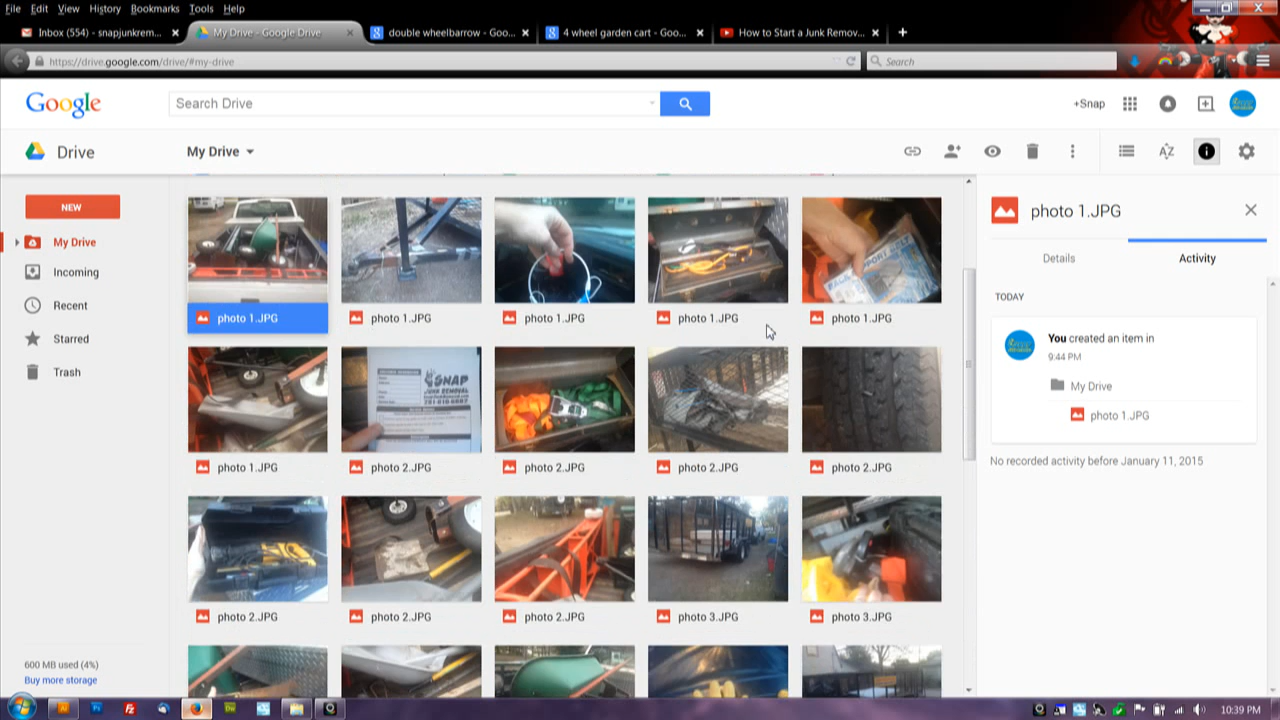 File Edit View History Bookmarks Tools Help
Inbox (554) - snapjunkrem... × My Drive - Google Drive × double wheelbarrow - Goo... × 4 wheel garden cart - Goo... × How to Start a Junk Remov... × +
https://drive.google.com/drive/#my-drive Search
Google Search Drive +Snap
Drive My Drive AZ
NEW
My Drive
Incoming
Recent
Starred
Trash
600 MB used (4%)
Buy more storage
photo 1.JPG photo 1.JPG photo 1.JPG photo 1.JPG photo 1.JPG
SNAP
JUNK REMOVAL
photo 1.JPG photo 2.JPG photo 2.JPG photo 2.JPG photo 2.JPG
photo 2.JPG photo 2.JPG photo 2.JPG photo 3.JPG photo 3.JPG
photo 1.JPG
Details Activity
TODAY
You created an item in
9:44 PM
My Drive
photo 1.JPG
No recorded activity before January 11, 2015
10:39 PM